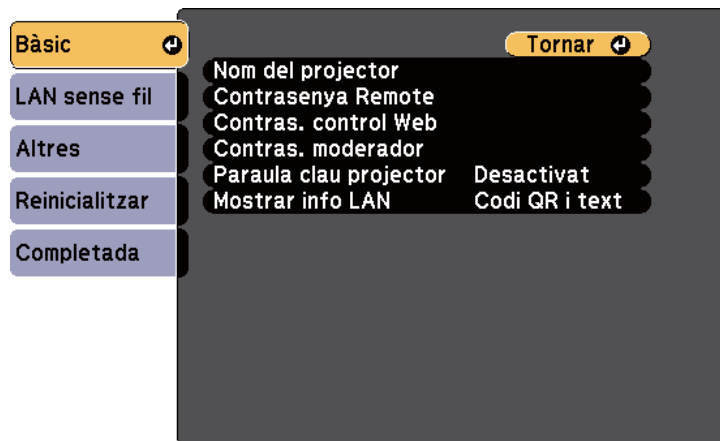 Bàsic
LAN sense fil
Altres
Reinicialitzar
Completada
Tornar
Nom del projector
Contrasenya Remote
Contras. control Web
Contras. moderador
Paraula clau projector Desactivat
Mostrar info LAN Codi QR i text